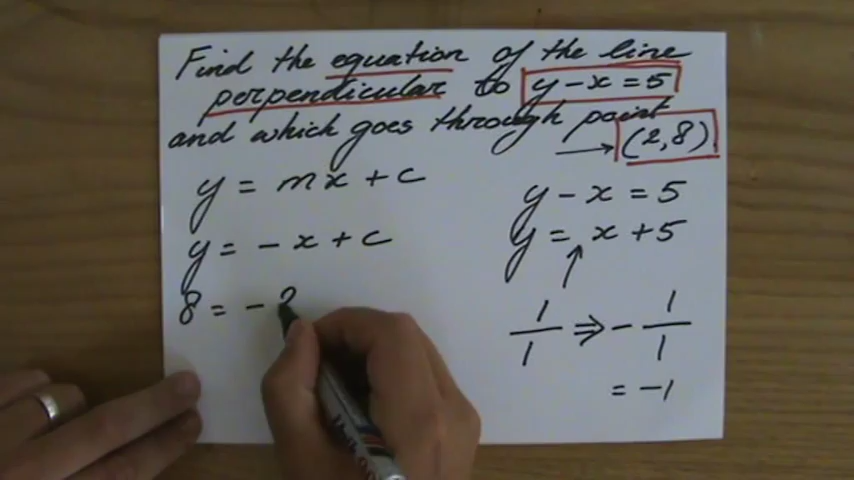 Find the equation of the line
perpendicular to y - x = 5
and which goes through point
→ (2,8)
y = mx + c
y = - x + c
8 = - 2
y - x = 5
y = x + 5
↑
1/1 ⇒ - 1/1
= -1